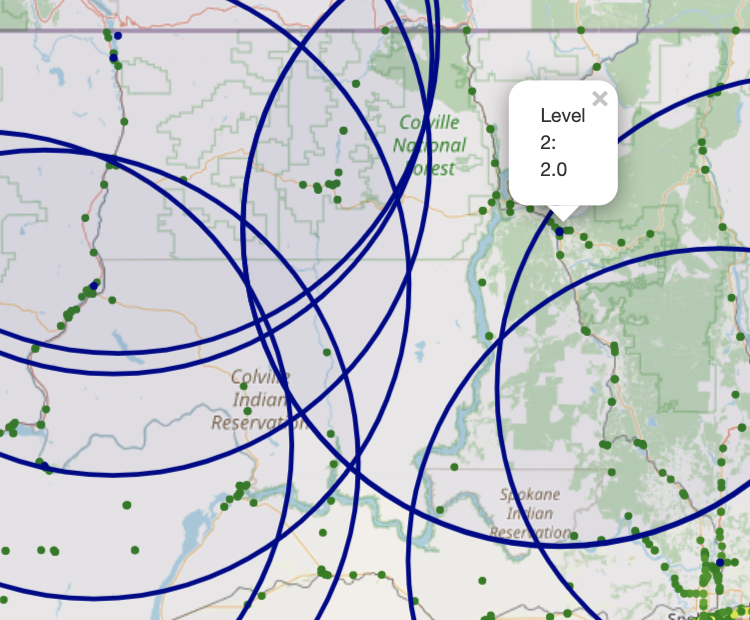 Level
2:
2.0
×
Colville
National
Forest
Colville
Indian
Reservation
Spokane
Indian
Reservation